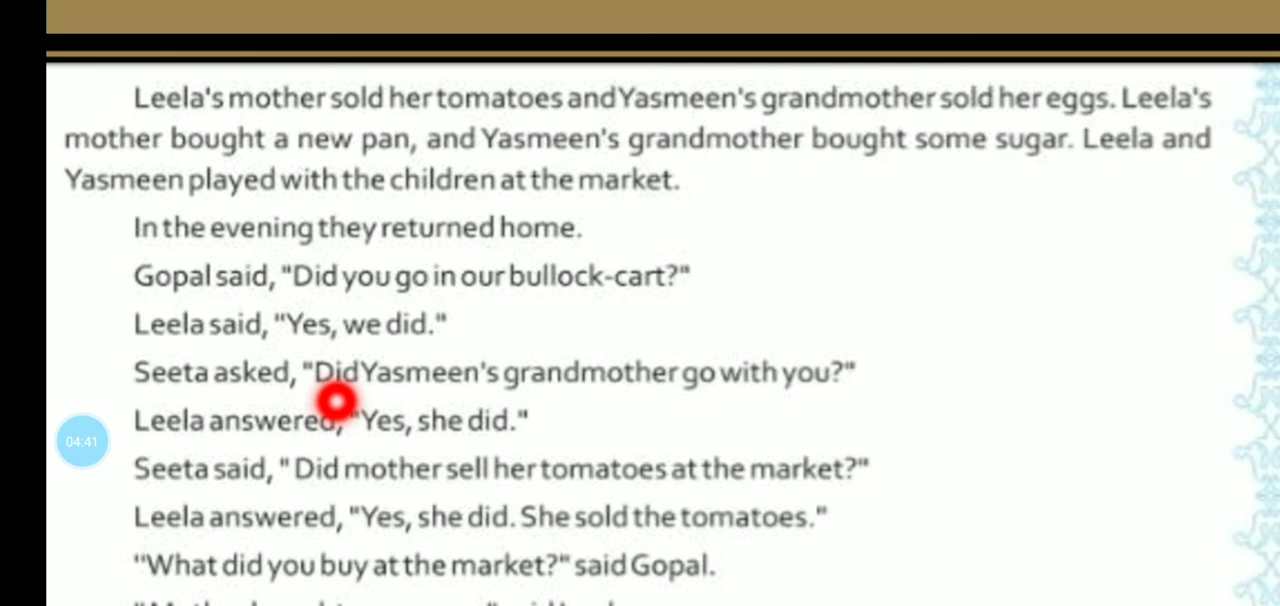 Leela's mother sold her tomatoes and Yasmeen's grandmother sold her eggs. Leela's
mother bought a new pan, and Yasmeen's grandmother bought some sugar. Leela and
Yasmeen played with the children at the market.
In the evening they returned home.
Gopal said, "Did you go in our bullock-cart?"
Leela said, "Yes, we did."
Seeta asked, "Did Yasmeen's grandmother go with you?"
Leela answered, "Yes, she did."
04:41
Seeta said, " Did mother sell her tomatoes at the market?"
Leela answered, "Yes, she did. She sold the tomatoes."
"What did you buy at the market?" said Gopal.